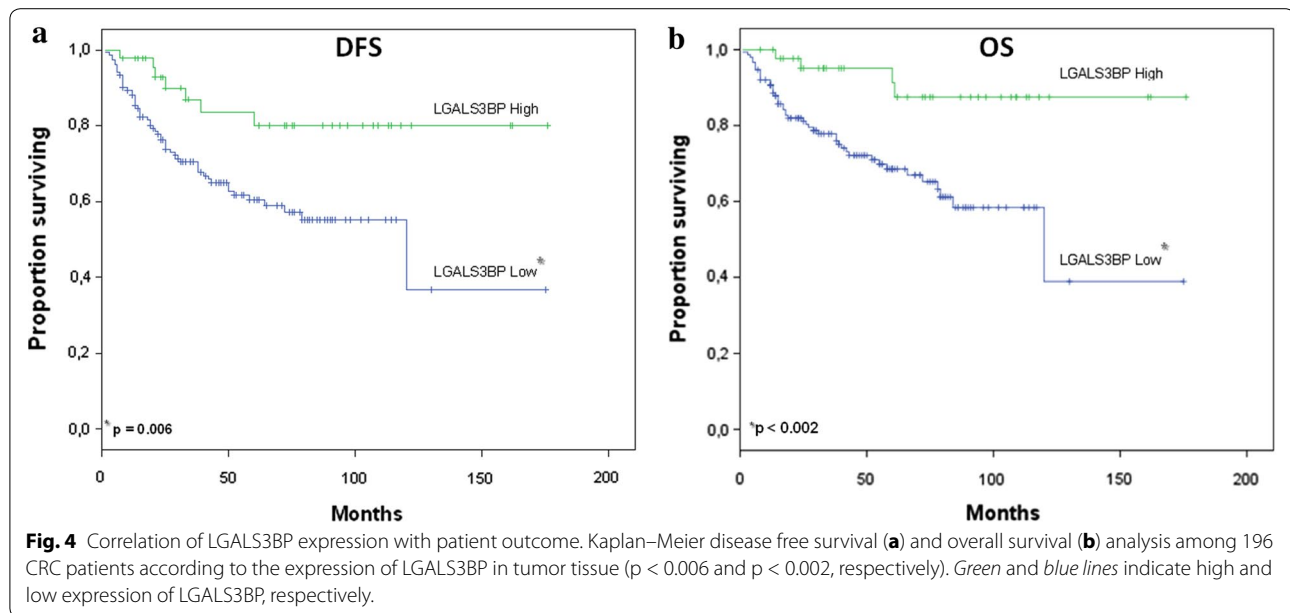 a
DFS
1,0
0,8
0,6
0,4
0,2
0,0
Proportion surviving
LGALS3BP High
LGALS3BP Low*
* p = 0.006
0 50 100 150 200
Months
b
OS
1,0
0,8
0,6
0,4
0,2
0,0
Proportion surviving
LGALS3BP High
LGALS3BP Low*
*p < 0.002
0 50 100 150 200
Months
Fig. 4 Correlation of LGALS3BP expression with patient outcome. Kaplan–Meier disease free survival (a) and overall survival (b) analysis among 196
CRC patients according to the expression of LGALS3BP in tumor tissue (p < 0.006 and p < 0.002, respectively). Green and blue lines indicate high and
low expression of LGALS3BP, respectively.